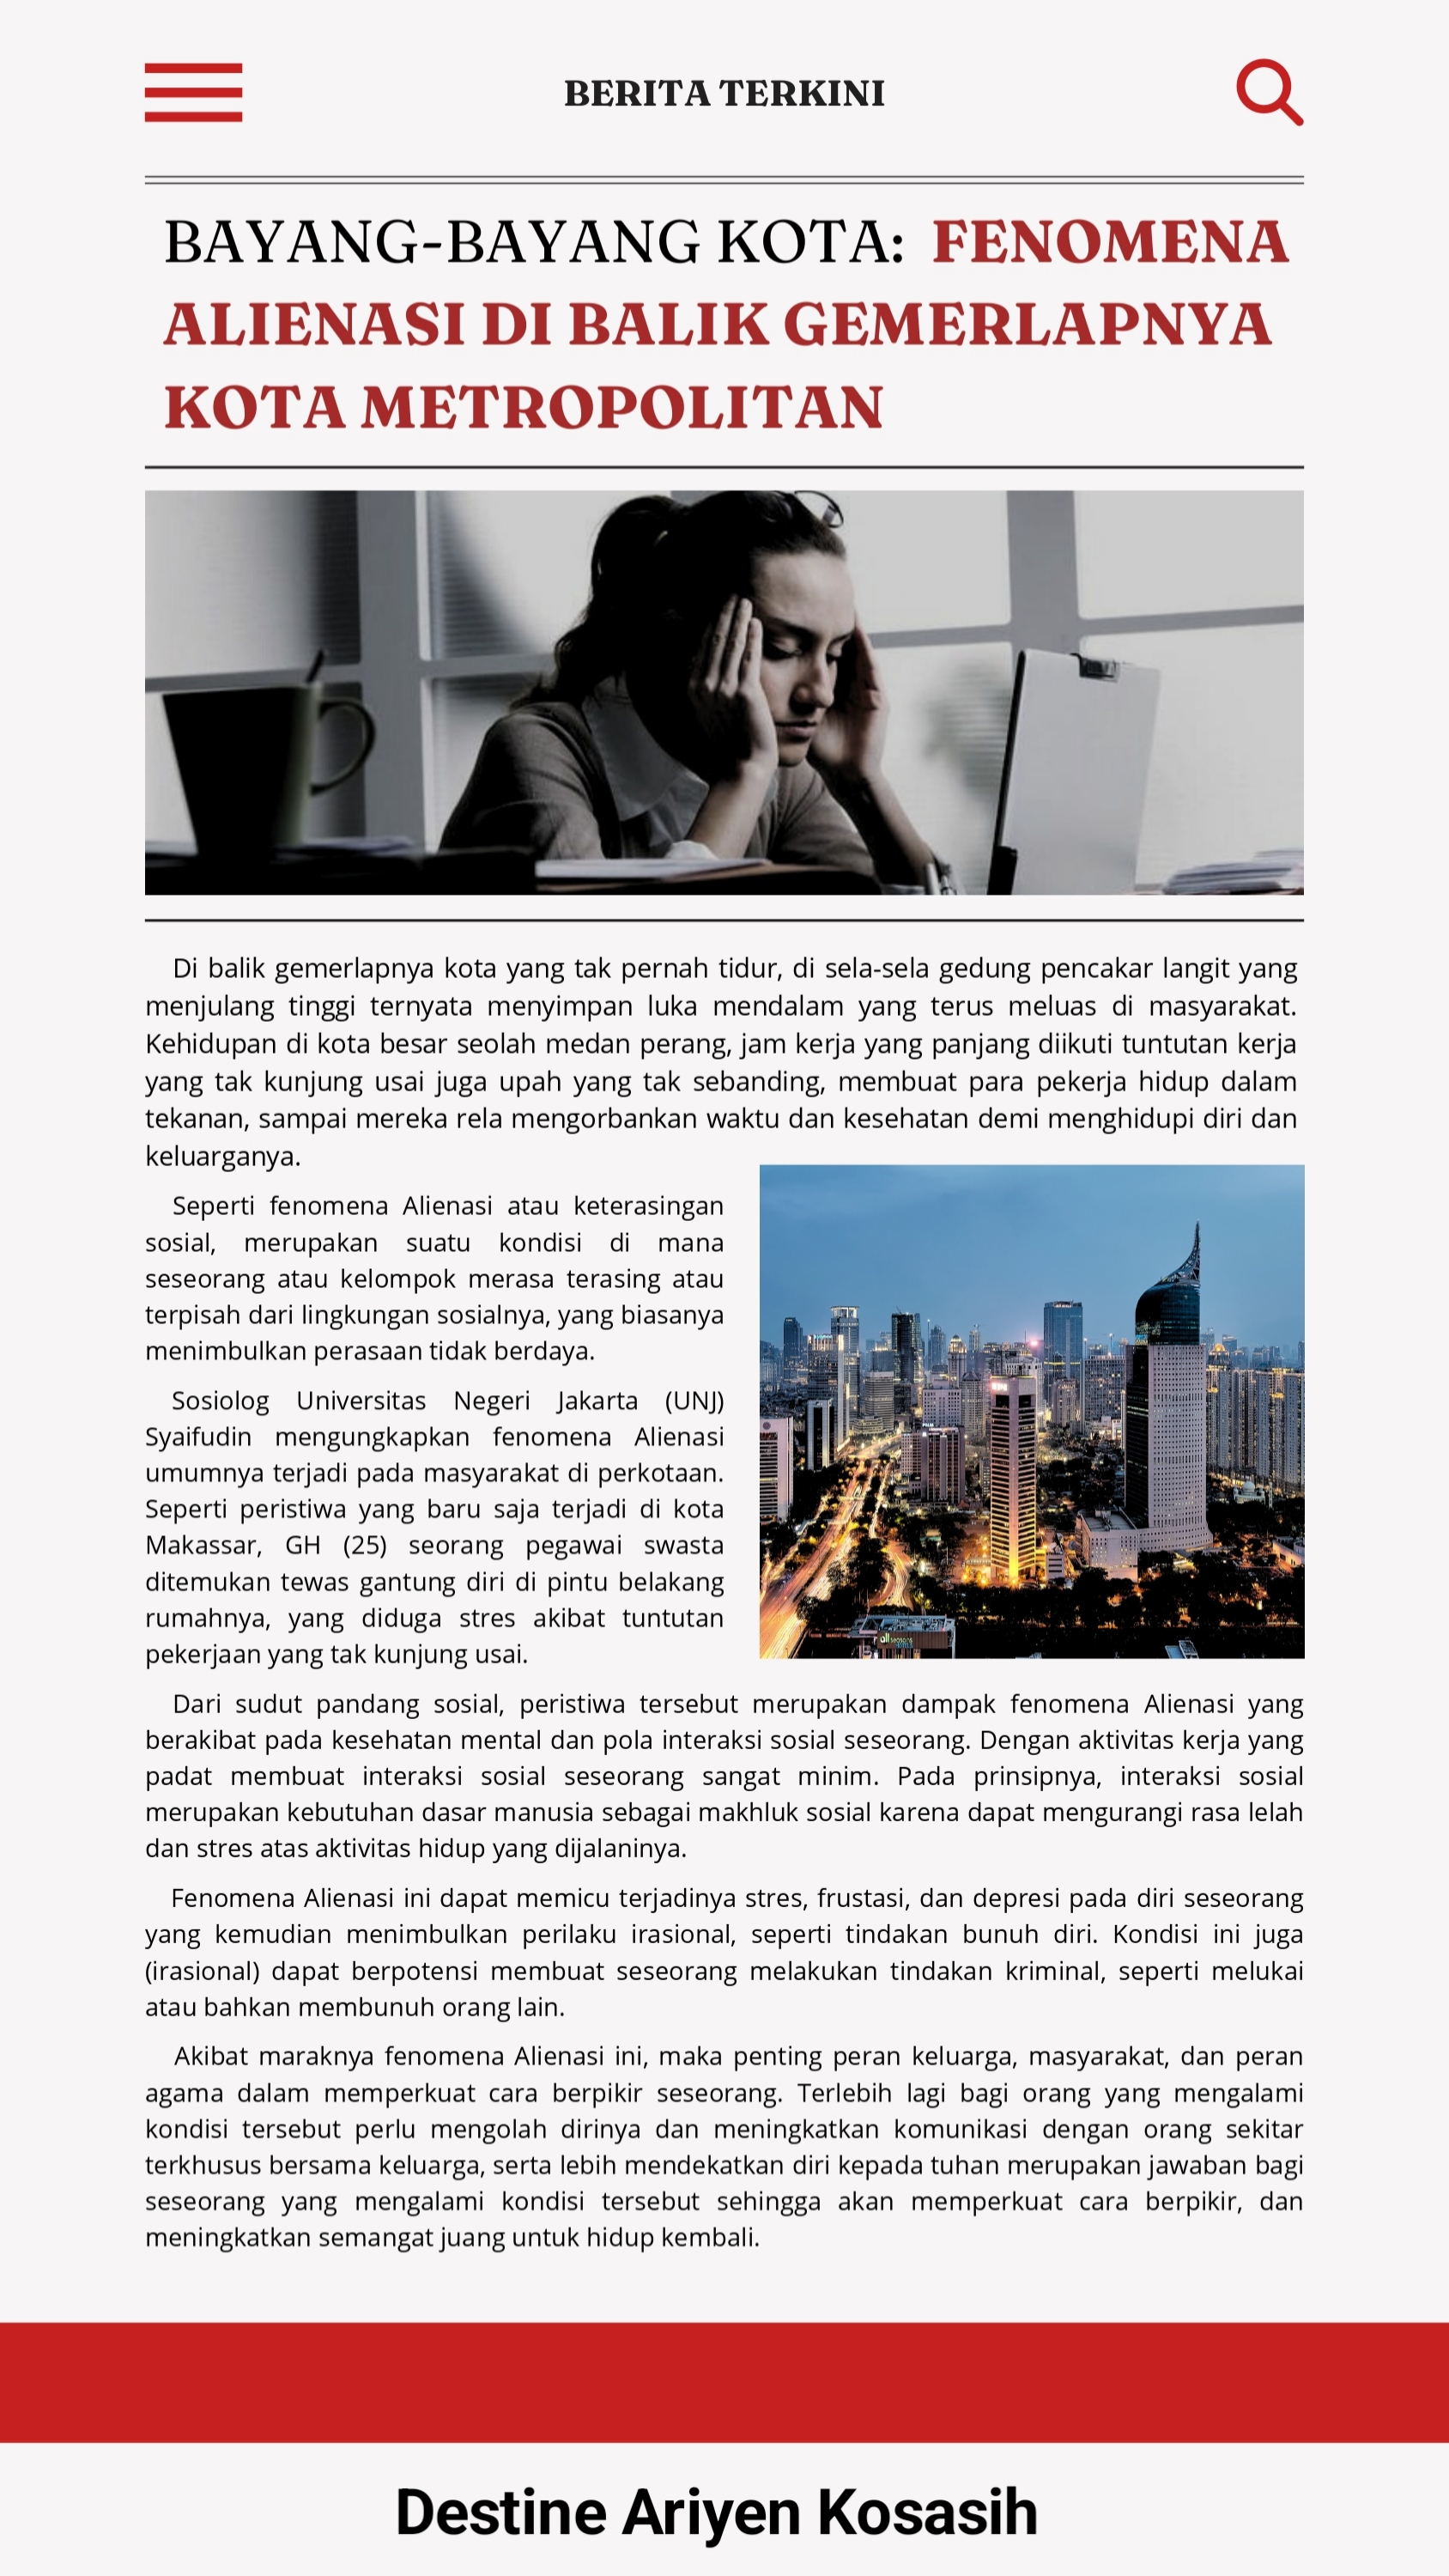 BERITA TERKINI
BAYANG-BAYANG KOTA: FENOMENA
ALIENASI DI BALIK GEMERLAPNYA
KOTA METROPOLITAN
Di balik gemerlapnya kota yang tak pernah tidur, di sela-sela gedung pencakar langit yang
menjulang tinggi ternyata menyimpan luka mendalam yang terus meluas di masyarakat.
Kehidupan di kota besar seolah medan perang, jam kerja yang panjang diikuti tuntutan kerja
yang tak kunjung usai juga upah yang tak sebanding, membuat para pekerja hidup dalam
tekanan, sampai mereka rela mengorbankan waktu dan kesehatan demi menghidupi diri dan
keluarganya.
Seperti fenomena Alienasi atau keterasingan
sosial, merupakan suatu kondisi di mana
seseorang atau kelompok merasa terasing atau
terpisah dari lingkungan sosialnya, yang biasanya
menimbulkan perasaan tidak berdaya.
Sosiolog Universitas Negeri Jakarta (UNJ)
Syaifudin mengungkapkan fenomena Alienasi
umumnya terjadi pada masyarakat di perkotaan.
Seperti peristiwa yang baru saja terjadi di kota
Makassar, GH (25) seorang pegawai swasta
ditemukan tewas gantung diri di pintu belakang
rumahnya, yang diduga stres akibat tuntutan
pekerjaan yang tak kunjung usai.
Dari sudut pandang sosial, peristiwa tersebut merupakan dampak fenomena Alienasi yang
berakibat pada kesehatan mental dan pola interaksi sosial seseorang. Dengan aktivitas kerja yang
padat membuat interaksi sosial seseorang sangat minim. Pada prinsipnya, interaksi sosial
merupakan kebutuhan dasar manusia sebagai makhluk sosial karena dapat mengurangi rasa lelah
dan stres atas aktivitas hidup yang dijalaninya.
Fenomena Alienasi ini dapat memicu terjadinya stres, frustasi, dan depresi pada diri seseorang
yang kemudian menimbulkan perilaku irasional, seperti tindakan bunuh diri. Kondisi ini juga
(irasional) dapat berpotensi membuat seseorang melakukan tindakan kriminal, seperti melukai
atau bahkan membunuh orang lain.
Akibat maraknya fenomena Alienasi ini, maka penting peran keluarga, masyarakat, dan peran
agama dalam memperkuat cara berpikir seseorang. Terlebih lagi bagi orang yang mengalami
kondisi tersebut perlu mengolah dirinya dan meningkatkan komunikasi dengan orang sekitar
terkhusus bersama keluarga, serta lebih mendekatkan diri kepada tuhan merupakan jawaban bagi
seseorang yang mengalami kondisi tersebut sehingga akan memperkuat cara berpikir, dan
meningkatkan semangat juang untuk hidup kembali.
Destine Ariyen Kosasih